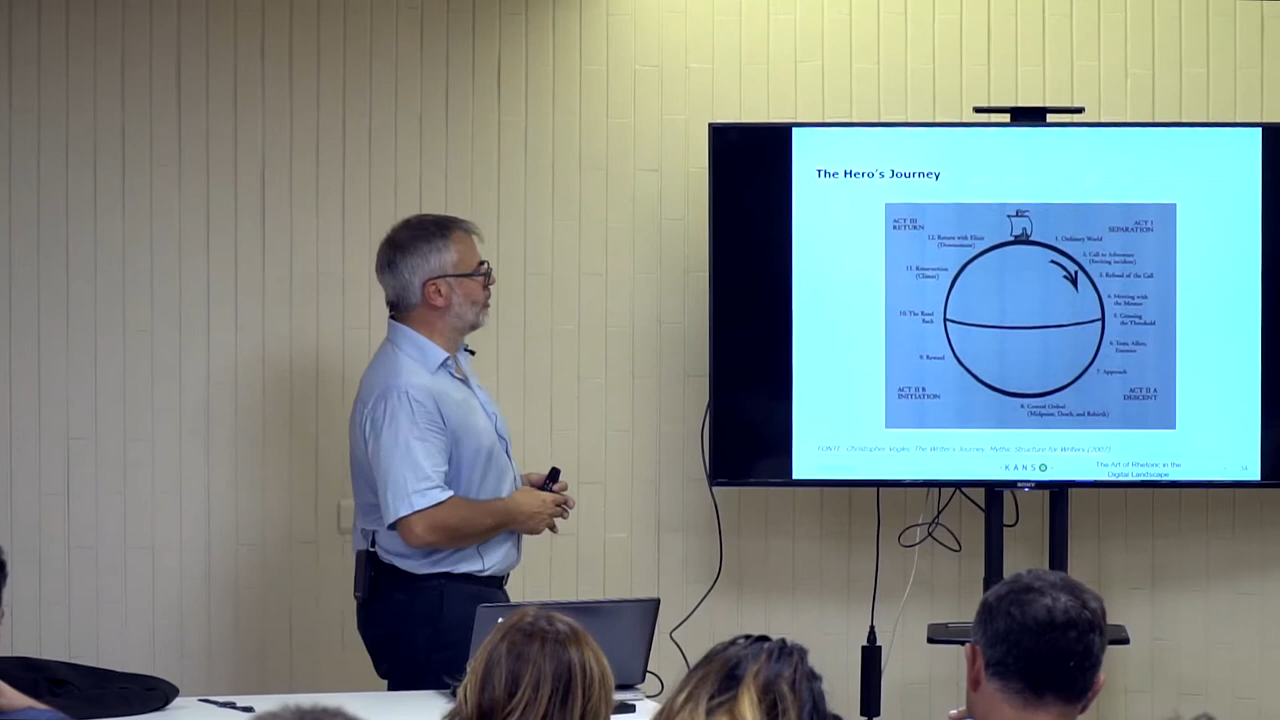 The Hero's Journey
ACT III
RETURN
ACT I
SEPARATION
12. Return with Elixir
(Denouement)
1. Ordinary World
2. Call to Adventure
(Inciting incident)
11. Resurrection
(Climax)
3. Refusal of the Call
4. Meeting with
the Mentor
10. The Road
Back
5. Crossing
the Threshold
6. Tests, Allies,
Enemies
9. Reward
7. Approach
ACT II B
INITIATION
ACT II A
DESCENT
8. Central Ordeal
(Midpoint, Death, and Rebirth)
FONTE: Christopher Vogler, The Writer's Journey: Mythic Structure for Writers (2007)
· KANSO ·
The Art of Rhetoric in the
Digital Landscape
SONY